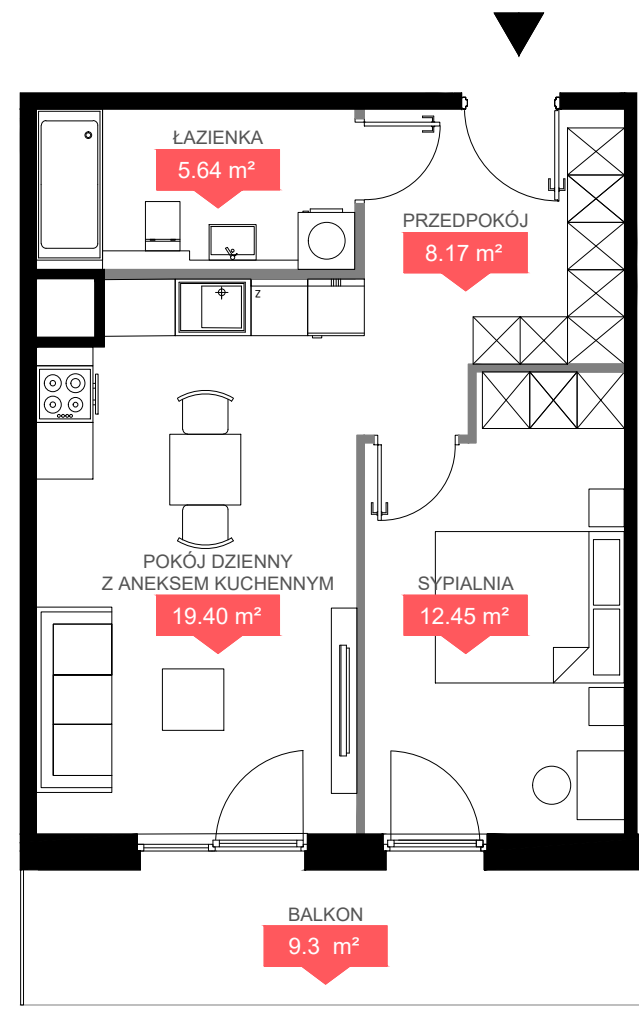 ŁAZIENKA
5.64 m²
PRZEDPOKÓJ
8.17 m²
z
POKÓJ DZIENNY
Z ANEKSEM KUCHENNYM
19.40 m²
SYPIALNIA
12.45 m²
BALKON
9.3 m²